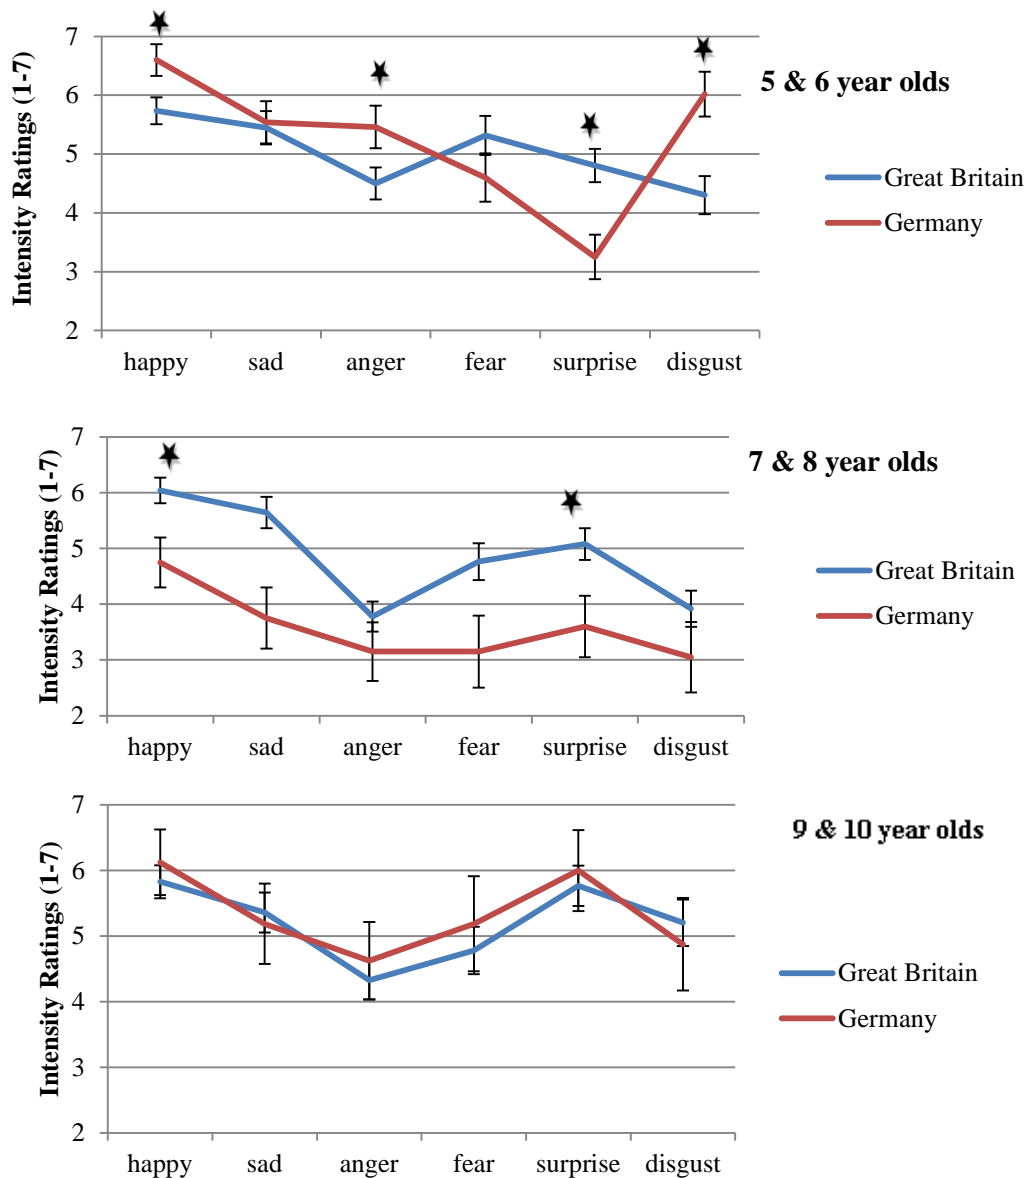 7
6
5
4
3
2
Intensity Ratings (1-7)
happy sad anger fear surprise disgust
5 & 6 year olds
Great Britain
Germany
7
6
5
4
3
2
Intensity Ratings (1-7)
happy sad anger fear surprise disgust
7 & 8 year olds
Great Britain
Germany
7
6
5
4
3
2
Intensity Ratings (1-7)
happy sad anger fear surprise disgust
9 & 10 year olds
Great Britain
Germany